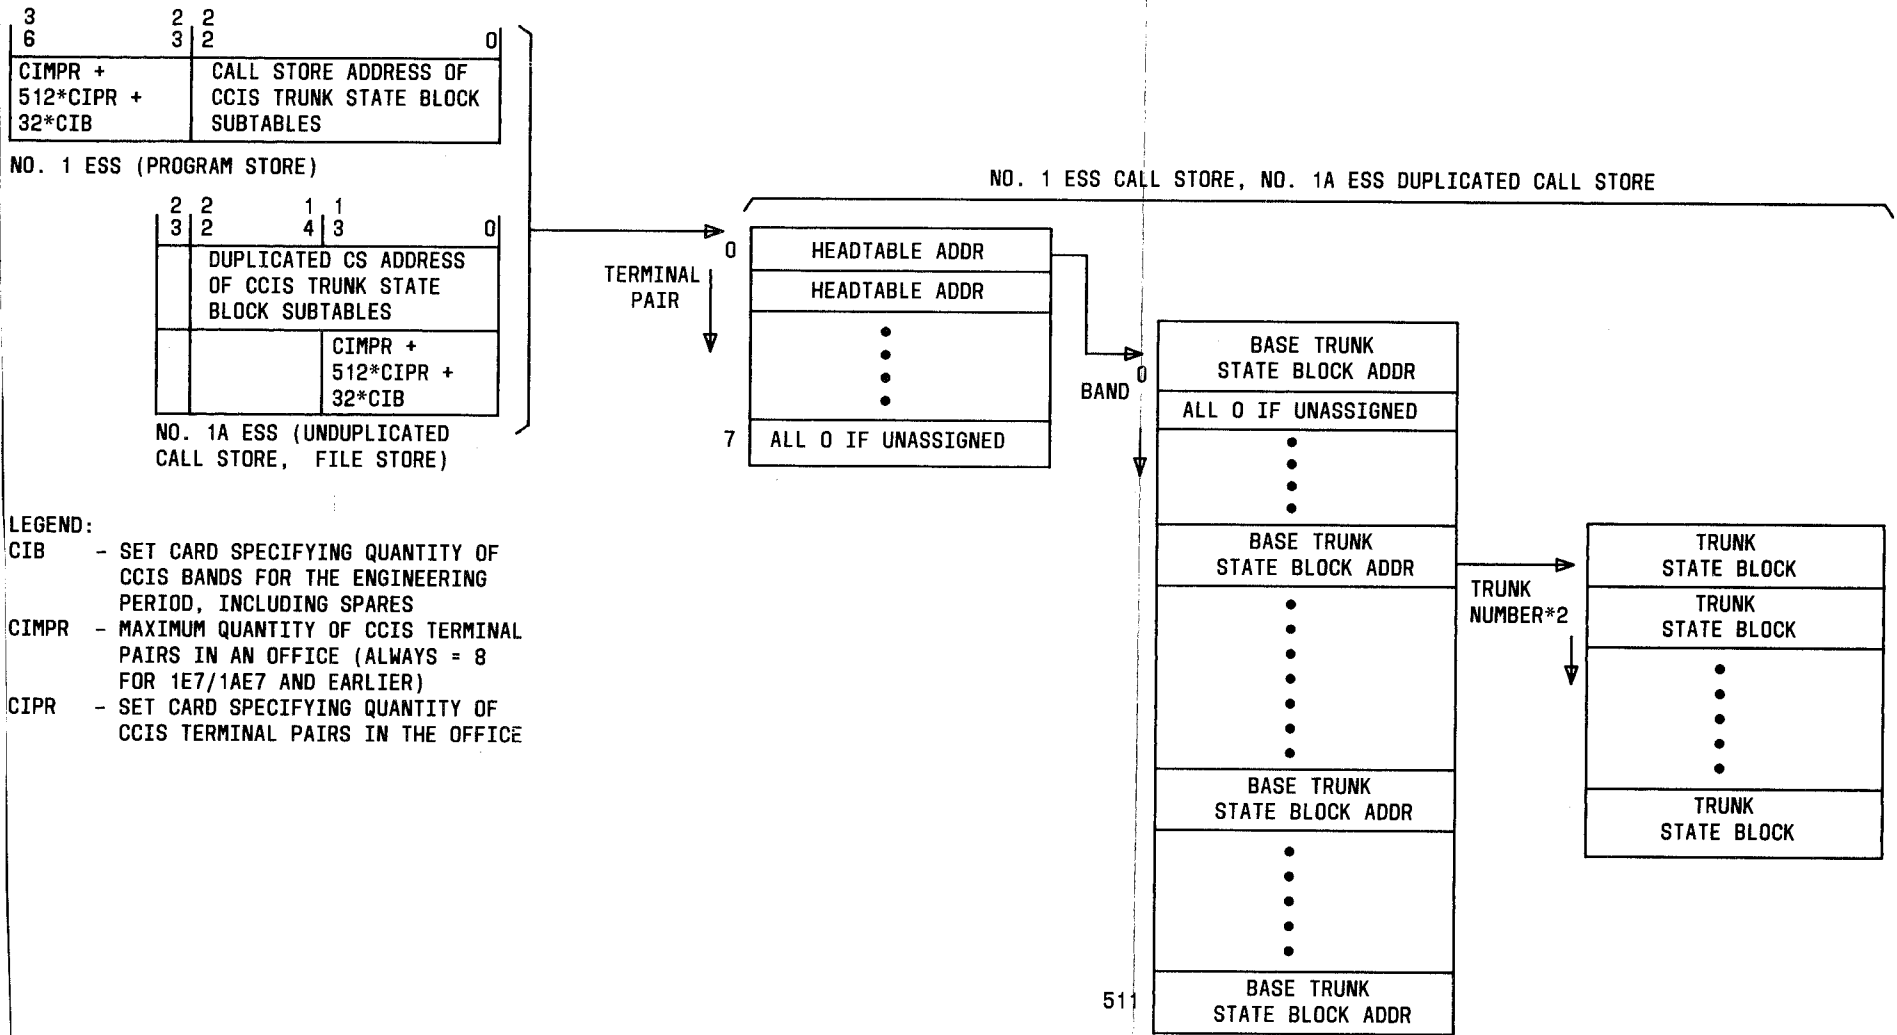 3 2 2
6 3 2 0
CIMPR +
512*CIPR +
32*CIB
CALL STORE ADDRESS OF
CCIS TRUNK STATE BLOCK
SUBTABLES
NO. 1 ESS (PROGRAM STORE)
2 2 1 1
3 2 4 3 0
DUPLICATED CS ADDRESS
OF CCIS TRUNK STATE
BLOCK SUBTABLES
CIMPR +
512*CIPR +
32*CIB
NO. 1A ESS (UNDUPLICATED
CALL STORE, FILE STORE)
LEGEND:
CIB - SET CARD SPECIFYING QUANTITY OF
CCIS BANDS FOR THE ENGINEERING
PERIOD, INCLUDING SPARES
CIMPR - MAXIMUM QUANTITY OF CCIS TERMINAL
PAIRS IN AN OFFICE (ALWAYS = 8
FOR 1E7/1AE7 AND EARLIER)
CIPR - SET CARD SPECIFYING QUANTITY OF
CCIS TERMINAL PAIRS IN THE OFFICE
NO. 1 ESS CALL STORE, NO. 1A ESS DUPLICATED CALL STORE
TERMINAL
PAIR
0 HEADTABLE ADDR
HEADTABLE ADDR
7 ALL 0 IF UNASSIGNED
BAND
0
BASE TRUNK
STATE BLOCK ADDR
ALL 0 IF UNASSIGNED
BASE TRUNK
STATE BLOCK ADDR
BASE TRUNK
STATE BLOCK ADDR
511
BASE TRUNK
STATE BLOCK ADDR
TRUNK
NUMBER*2
TRUNK
STATE BLOCK
TRUNK
STATE BLOCK
TRUNK
STATE BLOCK